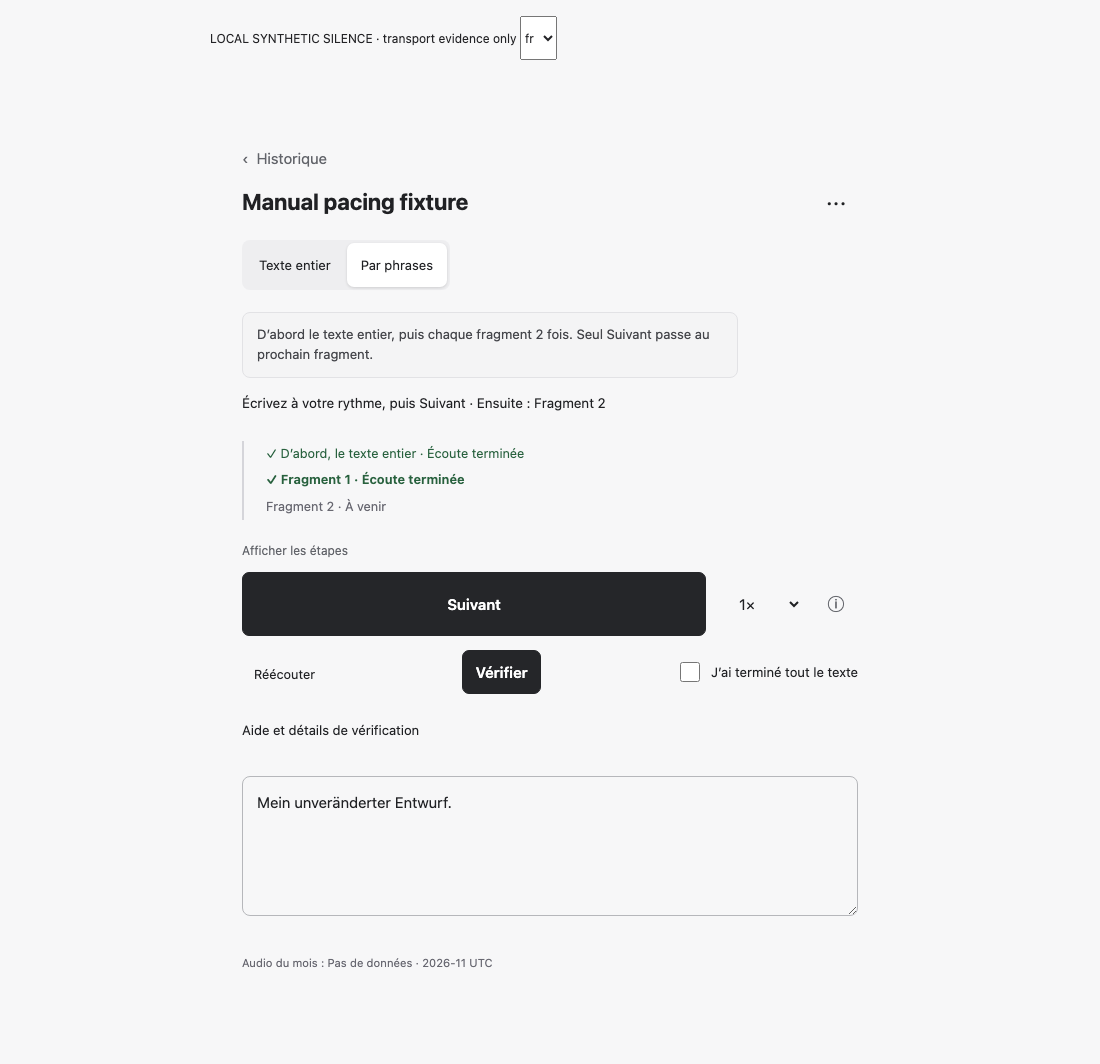 LOCAL SYNTHETIC SILENCE · transport evidence only fr
‹ Historique
Manual pacing fixture
...
Texte entier Par phrases
D’abord le texte entier, puis chaque fragment 2 fois. Seul Suivant passe au
prochain fragment.
Écrivez à votre rythme, puis Suivant · Ensuite : Fragment 2
✓ D’abord, le texte entier · Écoute terminée
✓ Fragment 1 · Écoute terminée
Fragment 2 · À venir
Afficher les étapes
Suivant 1× ⓘ
Réécouter Vérifier J’ai terminé tout le texte
Aide et détails de vérification
Mein unveränderter Entwurf.
Audio du mois : Pas de données · 2026-11 UTC